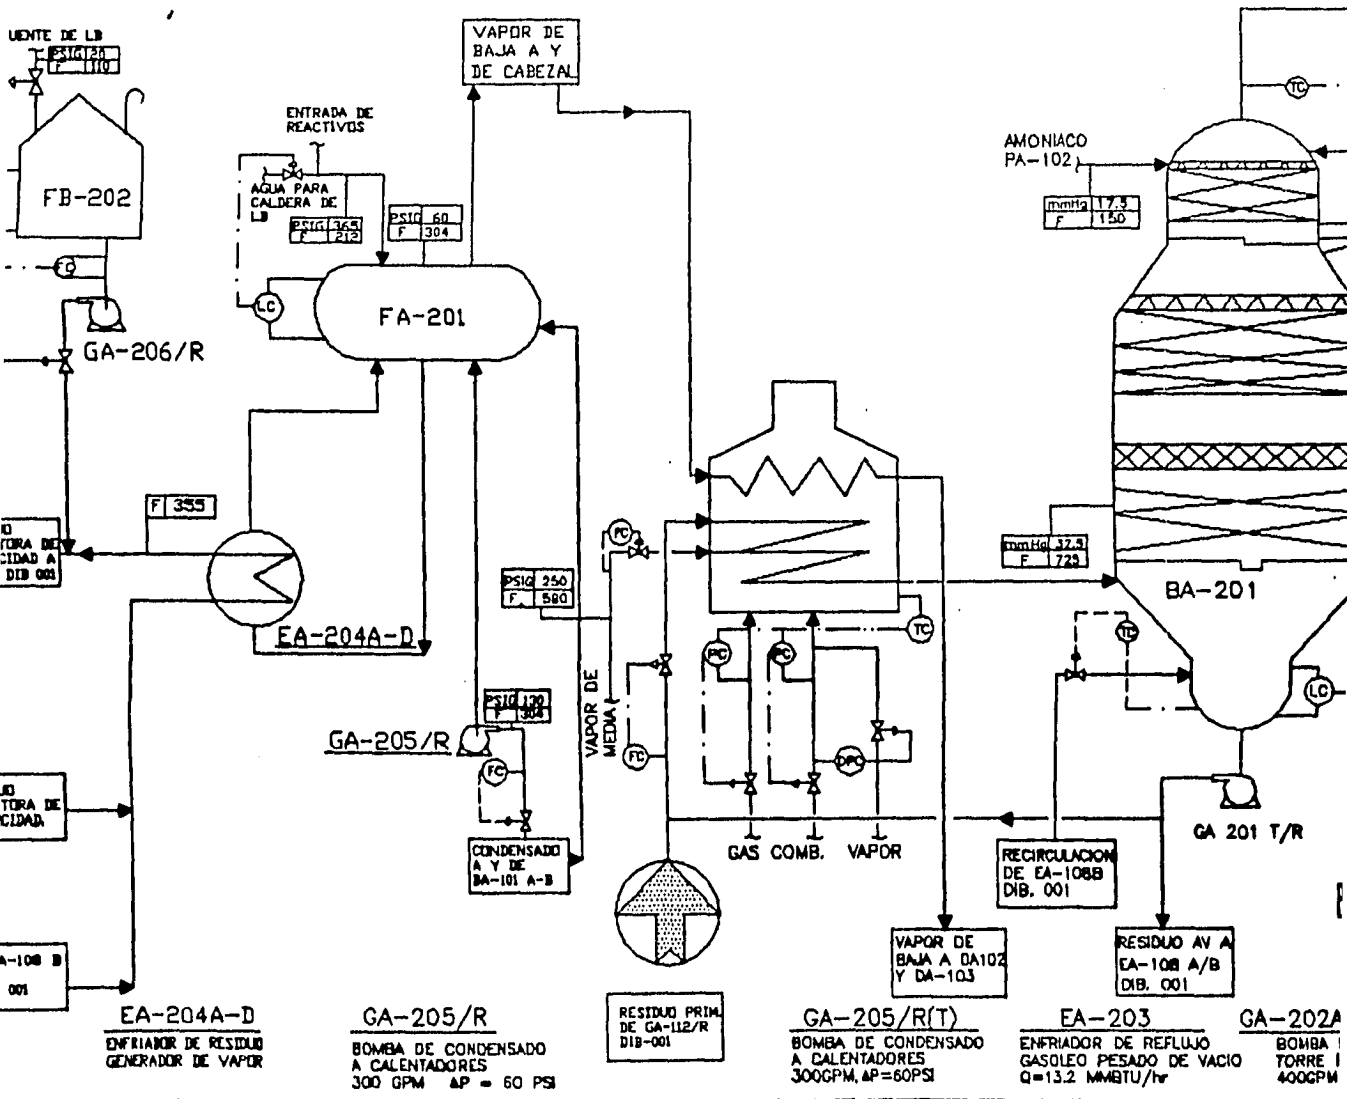 UENTE DE LB
PSIG 20
F 110
FB-202
FQ
GA-206/R
VAPOR DE
BAJA A Y
DE CABEZAL
ENTRADA DE
REACTIVOS
AGUA PARA
CALDERA DE
LB
PSIG 365
F 212
PSIG 60
F 304
LC
FA-201
AMONIACO
PA-102
mmHg 17.5
F 150
TC
F 355
TORA DE
CIDAD A
DIB 001
EA-204A-D
PC
PSIG 250
F 580
VAPOR DE
MEDIA
PSIG 130
F 304
GA-205/R
FC
CONDENSADO
A Y DE
BA-101 A-B
FC
PC
PC
TC
DPC
GAS COMB. VAPOR
mmHg 37.5
F 725
BA-201
TC
LC
GA 201 T/R
RECIRCULACION
DE EA-108B
DIB. 001
UO
TORA DE
CIDAD.
A-108 B
001
RESIDUO PRIM.
DE GA-112/R
DIB-001
VAPOR DE
BAJA A DA102
Y DA-103
RESIDUO AV A
EA-108 A/B
DIB. 001
EA-204A-D
ENFRIADOR DE RESIDUO
GENERADOR DE VAPOR
GA-205/R
BOMBA DE CONDENSADO
A CALENTADORES
300 GPM ΔP = 60 PSI
GA-205/R(T)
BOMBA DE CONDENSADO
A CALENTADORES
300GPM, ΔP=60PSI
EA-203
ENFRIADOR DE REFLUJO
GASOLEO PESADO DE VACIO
Q=13.2 MMBTU/hr
GA-202A
BOMBA
TORRE
400GPM